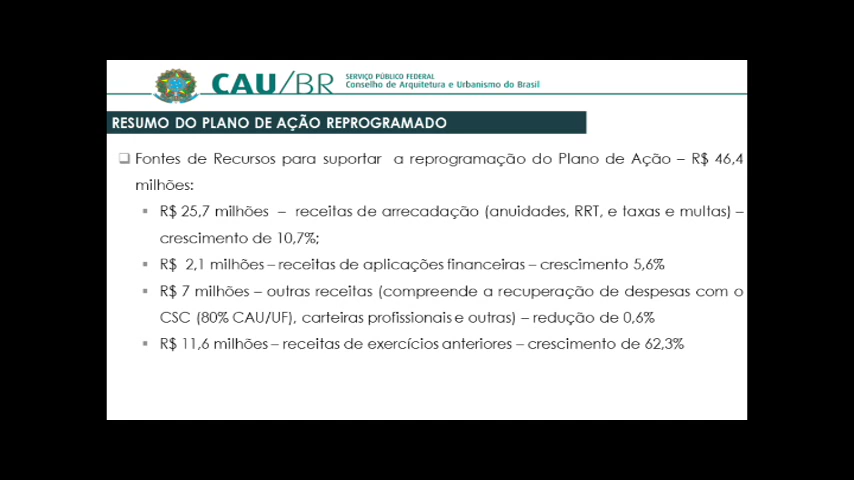 CAU/BR
SERVIÇO PÚBLICO FEDERAL
Conselho de Arquitetura e Urbanismo do Brasil
RESUMO DO PLANO DE AÇÃO REPROGRAMADO
❑ Fontes de Recursos para suportar a reprogramação do Plano de Ação – R$ 46,4
milhões:
▪ R$ 25,7 milhões – receitas de arrecadação (anuidades, RRT, e taxas e multas) –
crescimento de 10,7%;
▪ R$ 2,1 milhões – receitas de aplicações financeiras – crescimento 5,6%
▪ R$ 7 milhões – outras receitas (compreende a recuperação de despesas com o
CSC (80% CAU/UF), carteiras profissionais e outras) – redução de 0,6%
▪ R$ 11,6 milhões – receitas de exercícios anteriores – crescimento de 62,3%